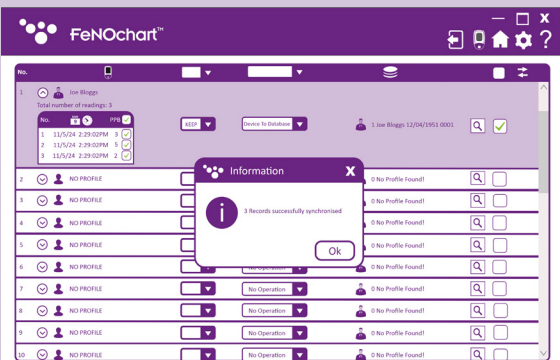 FeNOchart™
?
No.
1 Joe Bloggs
Total number of readings: 3
No. PPB
1 11/5/24 2:29:02PM 3
2 11/5/24 2:29:02PM 5
3 11/5/24 2:29:02PM 2
KEEP Device To Database 1 Joe Bloggs 12/04/1951 0001
Information X
i 3 Records successfully synchronised
Ok
2 NO PROFILE 0 No Profile Found!
3 NO PROFILE 0 No Profile Found!
4 NO PROFILE 0 No Profile Found!
5 NO PROFILE 0 No Profile Found!
6 NO PROFILE No Operation 0 No Profile Found!
7 NO PROFILE No Operation 0 No Profile Found!
8 NO PROFILE No Operation 0 No Profile Found!
9 NO PROFILE No Operation 0 No Profile Found!
10 NO PROFILE No Operation 0 No Profile Found!